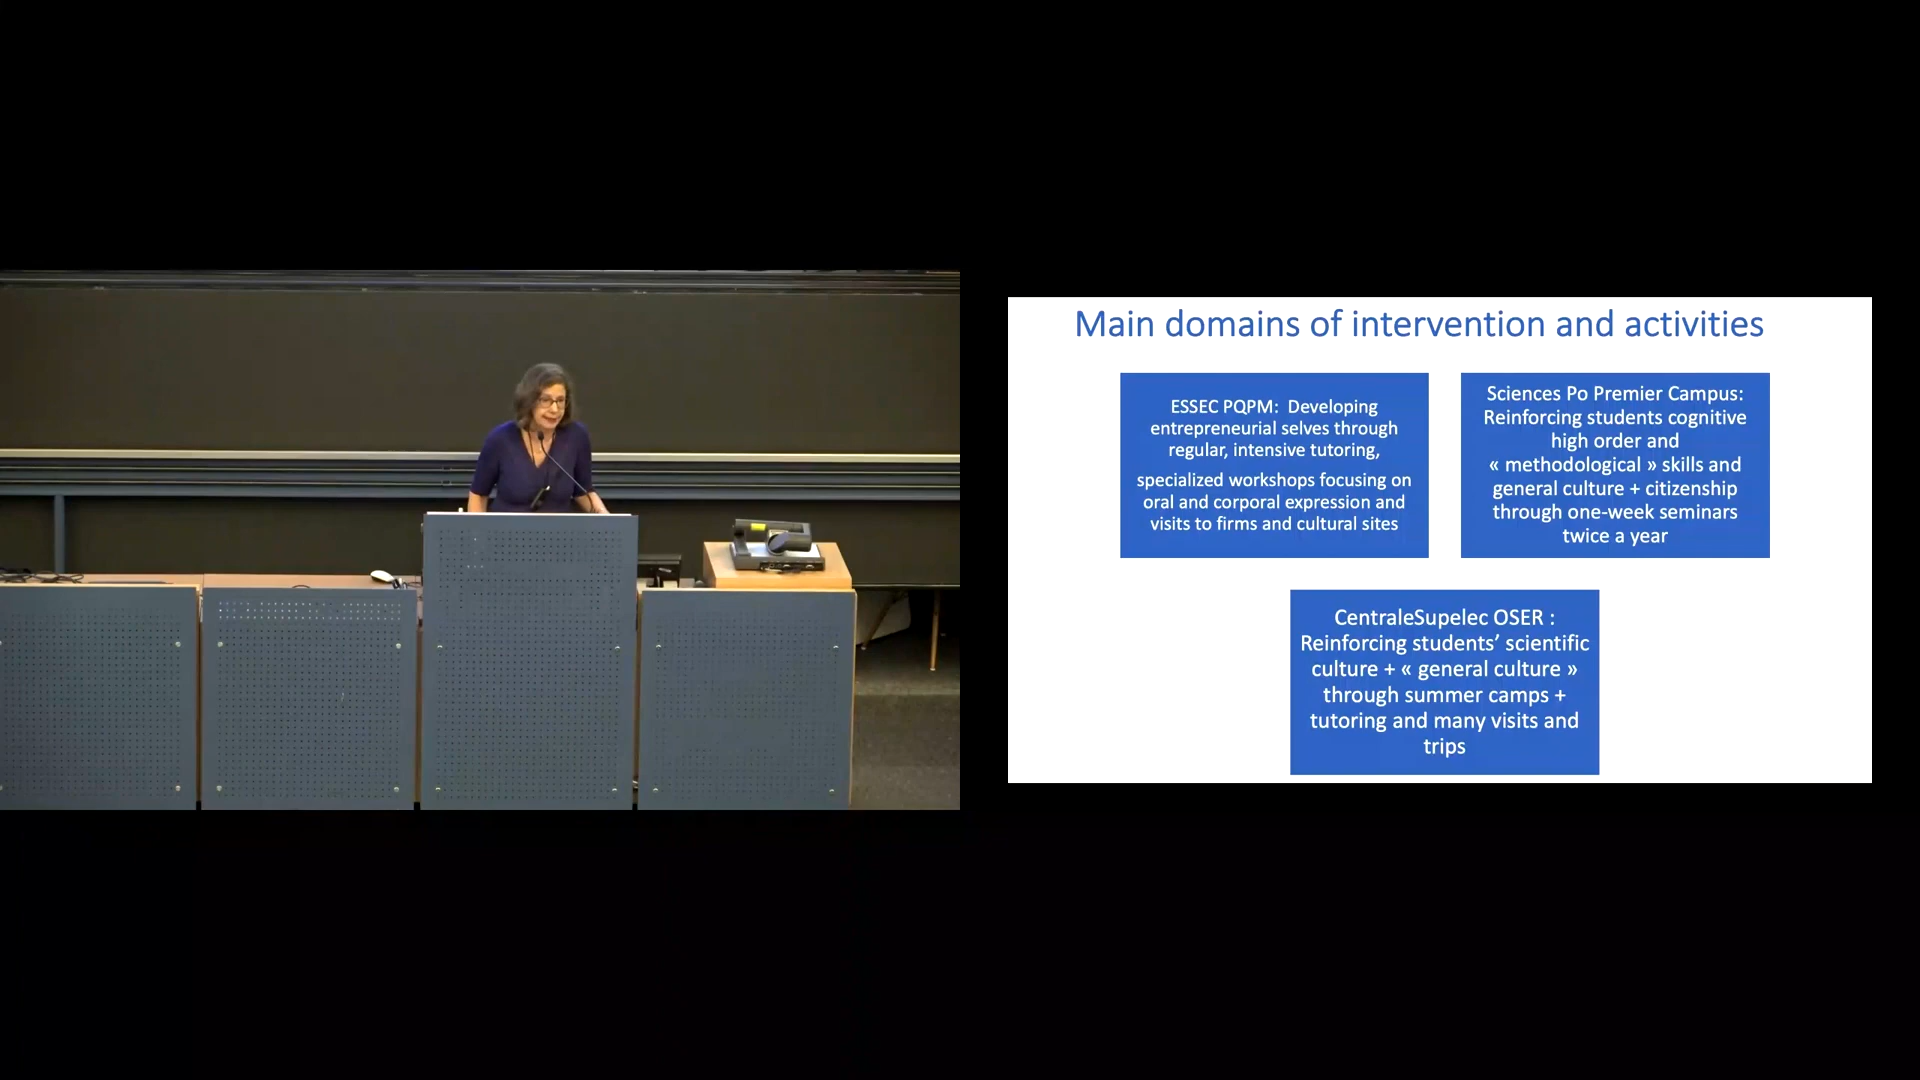 Main domains of intervention and activities
ESSEC PQPM: Developing
entrepreneurial selves through
regular, intensive tutoring,
specialized workshops focusing on
oral and corporal expression and
visits to firms and cultural sites
Sciences Po Premier Campus:
Reinforcing students cognitive
high order and
« methodological » skills and
general culture + citizenship
through one-week seminars
twice a year
CentraleSupelec OSER :
Reinforcing students’ scientific
culture + « general culture »
through summer camps +
tutoring and many visits and
trips